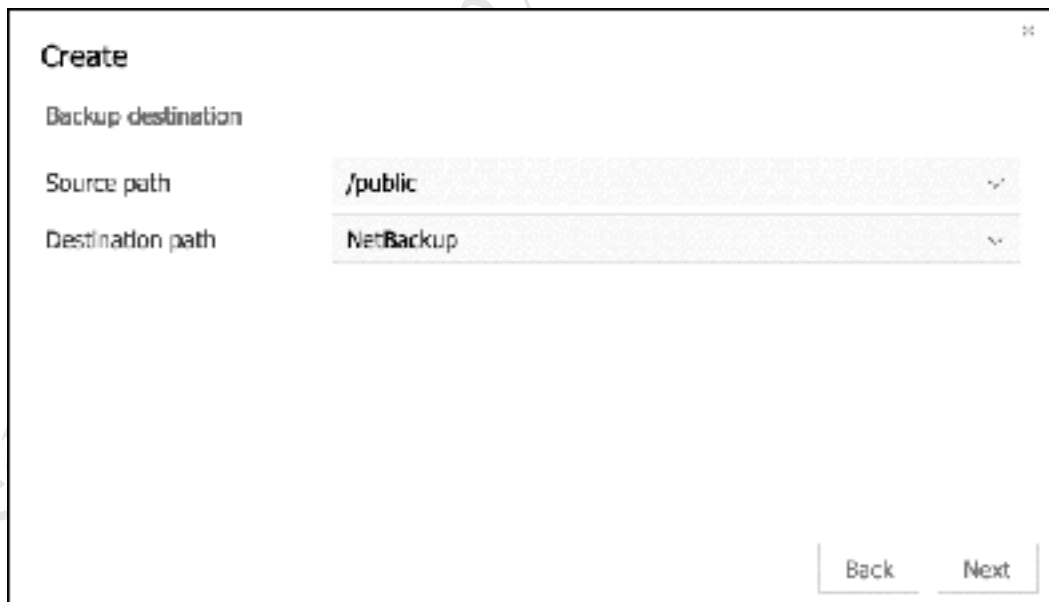 Create
Backup destination
Source path /public
Destination path NetBackup
Back Next